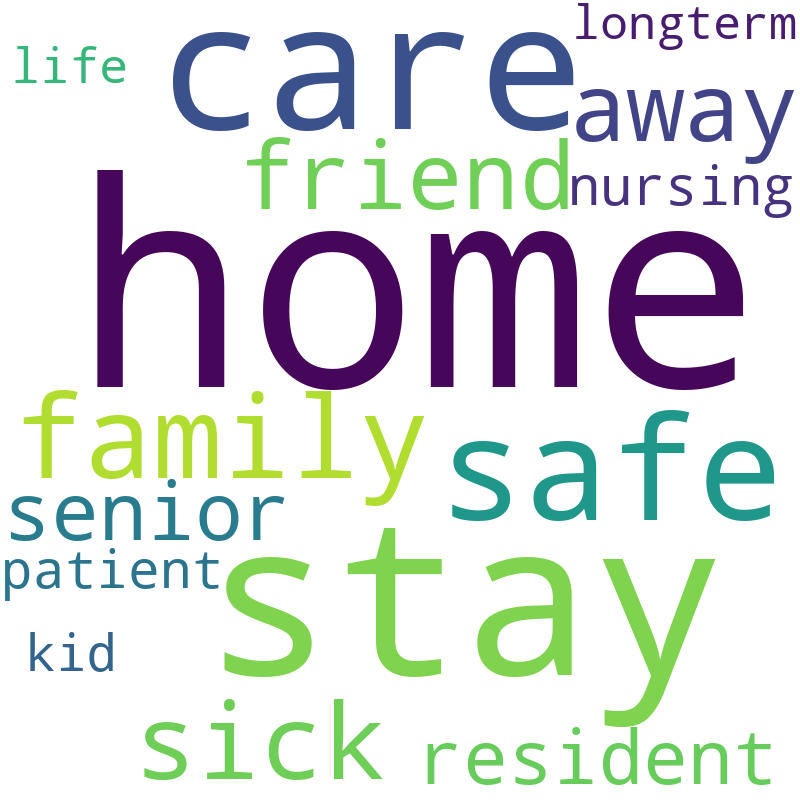 longterm
care
life
away
friend
nursing
home
family
safe
senior
stay
patient
kid
sick
resident